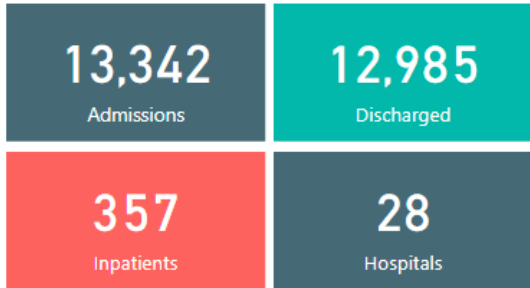 13,342
Admissions
12,985
Discharged
357
Inpatients
28
Hospitals